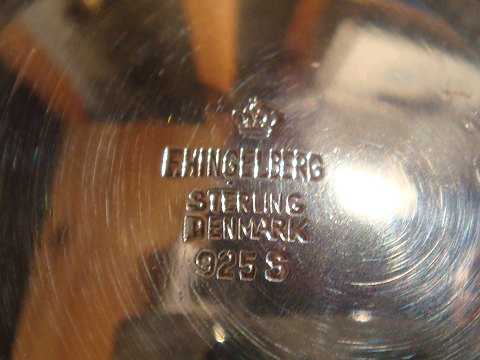 F.HINGELBERG
STERLING
DENMARK
925 S